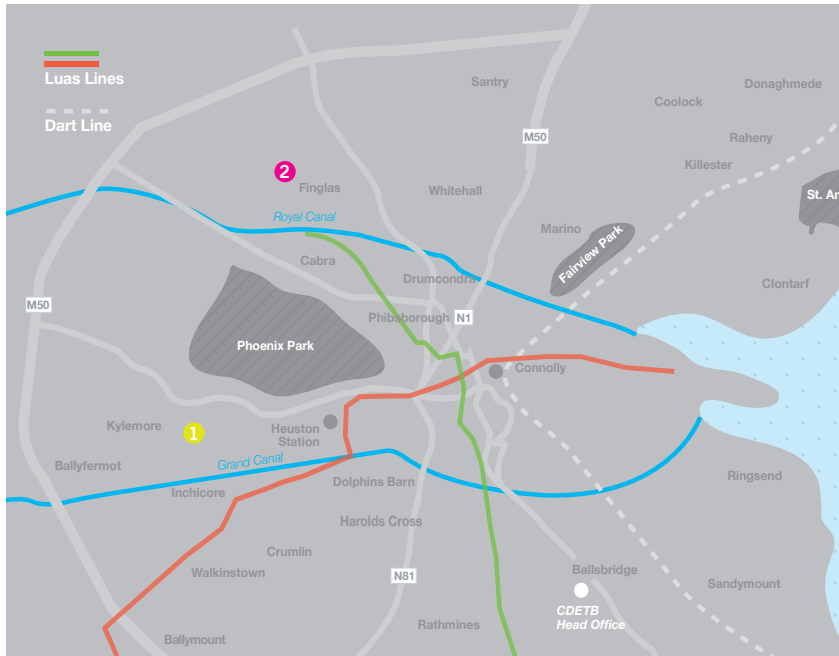 Luas Lines
Dart Line
Santry
Donaghmede
Coolock
M50
Raheny
Killester
2
Finglas
Whitehall
St. An
Royal Canal
Marino
Fairview Park
Cabra
Drumcondra
Clontarf
M50
Phibsborough
N1
Phoenix Park
Connolly
Kylemore
1
Heuston
Station
Ballyfermot
Grand Canal
Inchicore
Dolphins Barn
Ringsend
Harolds Cross
Crumlin
Walkinstown
N81
Ballsbridge
Sandymount
CDETB
Head Office
Rathmines
Ballymount